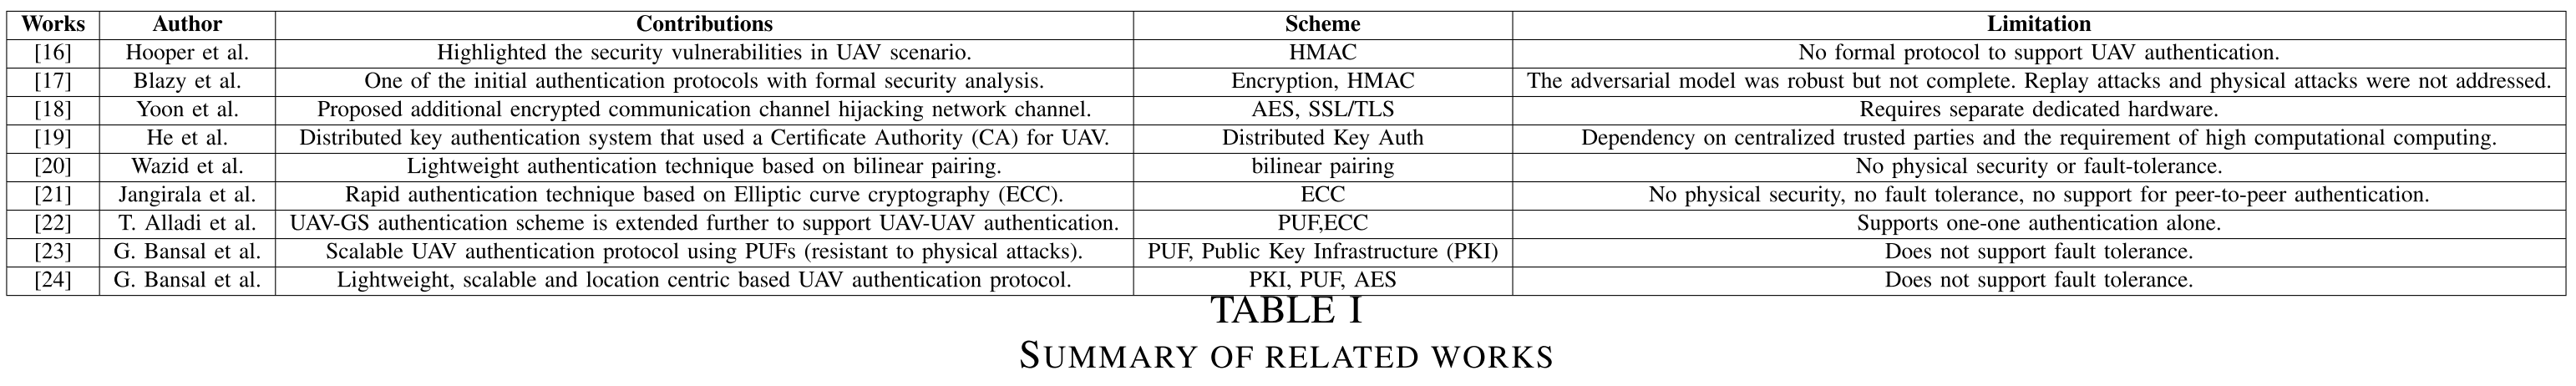 Works Author Contributions Scheme Limitation
[16] Hooper et al. Highlighted the security vulnerabilities in UAV scenario. HMAC No formal protocol to support UAV authentication.
[17] Blazy et al. One of the initial authentication protocols with formal security analysis. Encryption, HMAC The adversarial model was robust but not complete. Replay attacks and physical attacks were not addressed.
[18] Yoon et al. Proposed additional encrypted communication channel hijacking network channel. AES, SSL/TLS Requires separate dedicated hardware.
[19] He et al. Distributed key authentication system that used a Certificate Authority (CA) for UAV. Distributed Key Auth Dependency on centralized trusted parties and the requirement of high computational computing.
[20] Wazid et al. Lightweight authentication technique based on bilinear pairing. bilinear pairing No physical security or fault-tolerance.
[21] Jangirala et al. Rapid authentication technique based on Elliptic curve cryptography (ECC). ECC No physical security, no fault tolerance, no support for peer-to-peer authentication.
[22] T. Alladi et al. UAV-GS authentication scheme is extended further to support UAV-UAV authentication. PUF,ECC Supports one-one authentication alone.
[23] G. Bansal et al. Scalable UAV authentication protocol using PUFs (resistant to physical attacks). PUF, Public Key Infrastructure (PKI) Does not support fault tolerance.
[24] G. Bansal et al. Lightweight, scalable and location centric based UAV authentication protocol. PKI, PUF, AES Does not support fault tolerance.
TABLE I
SUMMARY OF RELATED WORKS